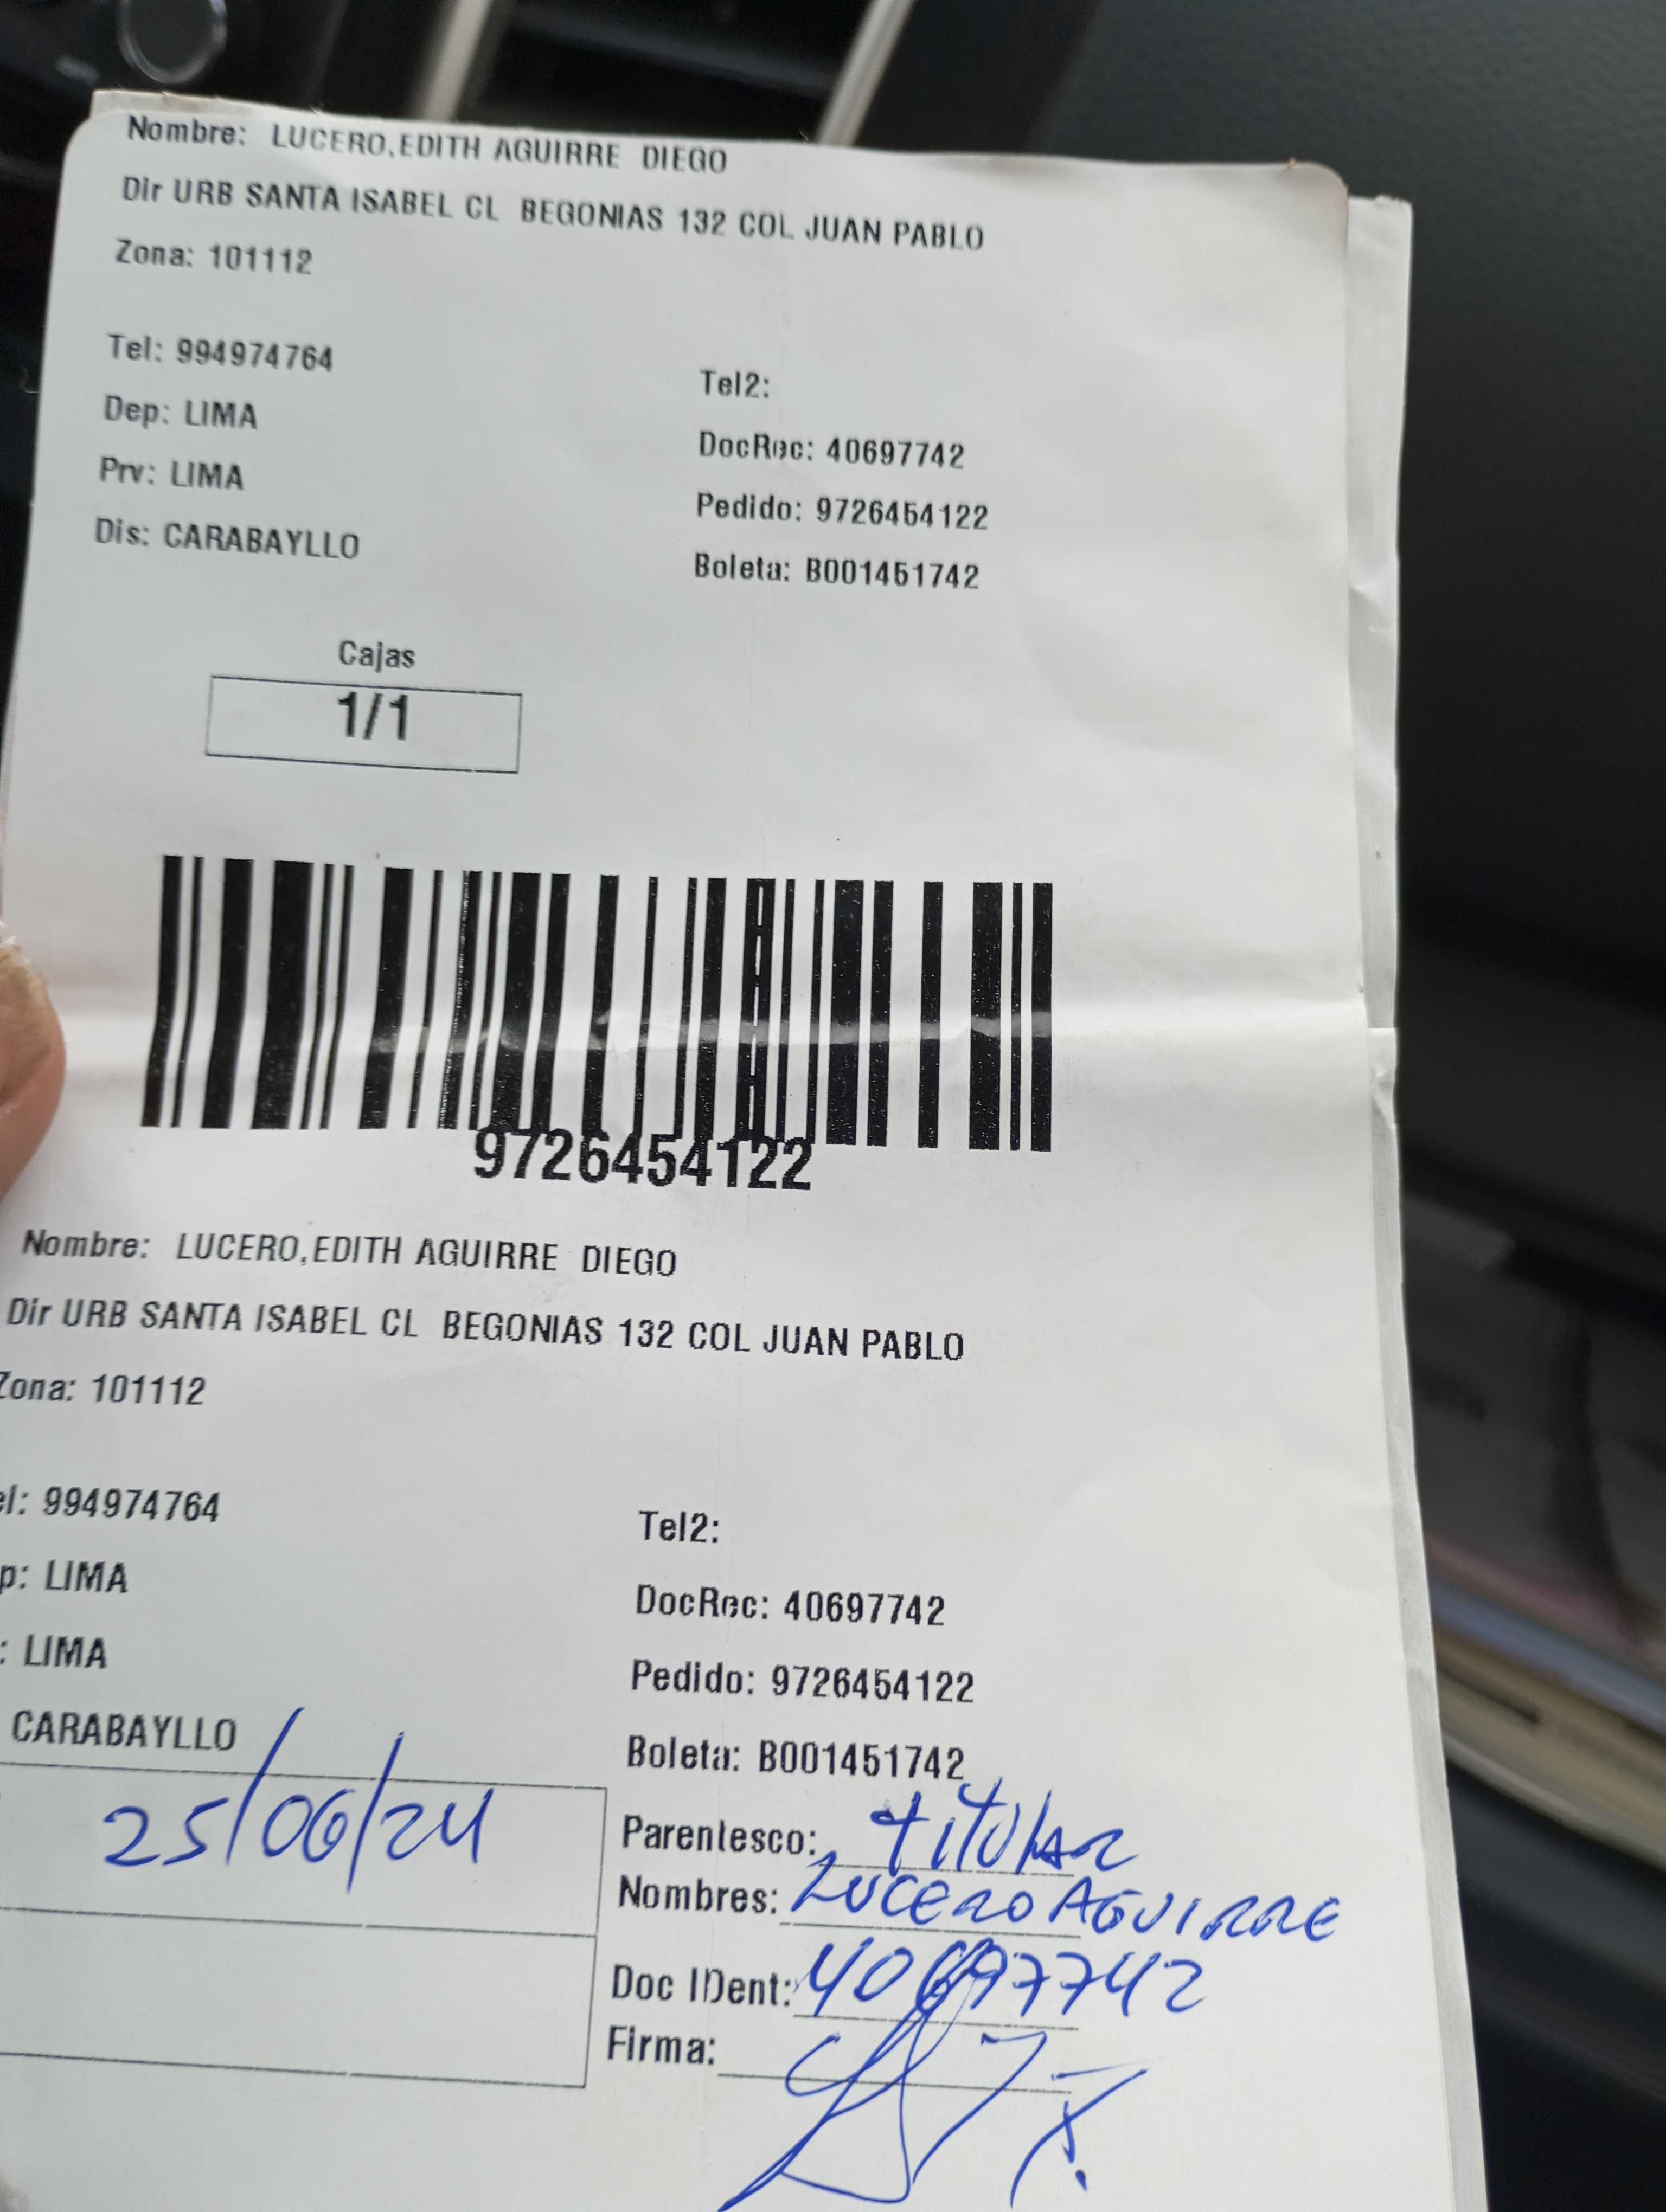 Nombre: LUCERO,EDITH AGUIRRE DIEGO
Dir URB SANTA ISABEL CL BEGONIAS 132 COL JUAN PABLO
Zona: 101112
Tel: 994974764
Tel2:
Dep: LIMA
DocRec: 40697742
Prv: LIMA
Pedido: 9726454122
Dis: CARABAYLLO
Boleta: B001451742
Cajas
1/1
9726454122
Nombre: LUCERO,EDITH AGUIRRE DIEGO
Dir URB SANTA ISABEL CL BEGONIAS 132 COL JUAN PABLO
Zona: 101112
el: 994974764
Tel2:
p: LIMA
DocRec: 40697742
: LIMA
Pedido: 9726454122
CARABAYLLO
Boleta: B001451742
25/06/24
Parentesco: TITULAR
Nombres: LUCERO AGUIRRE
Doc IDent: 40697742
Firma: